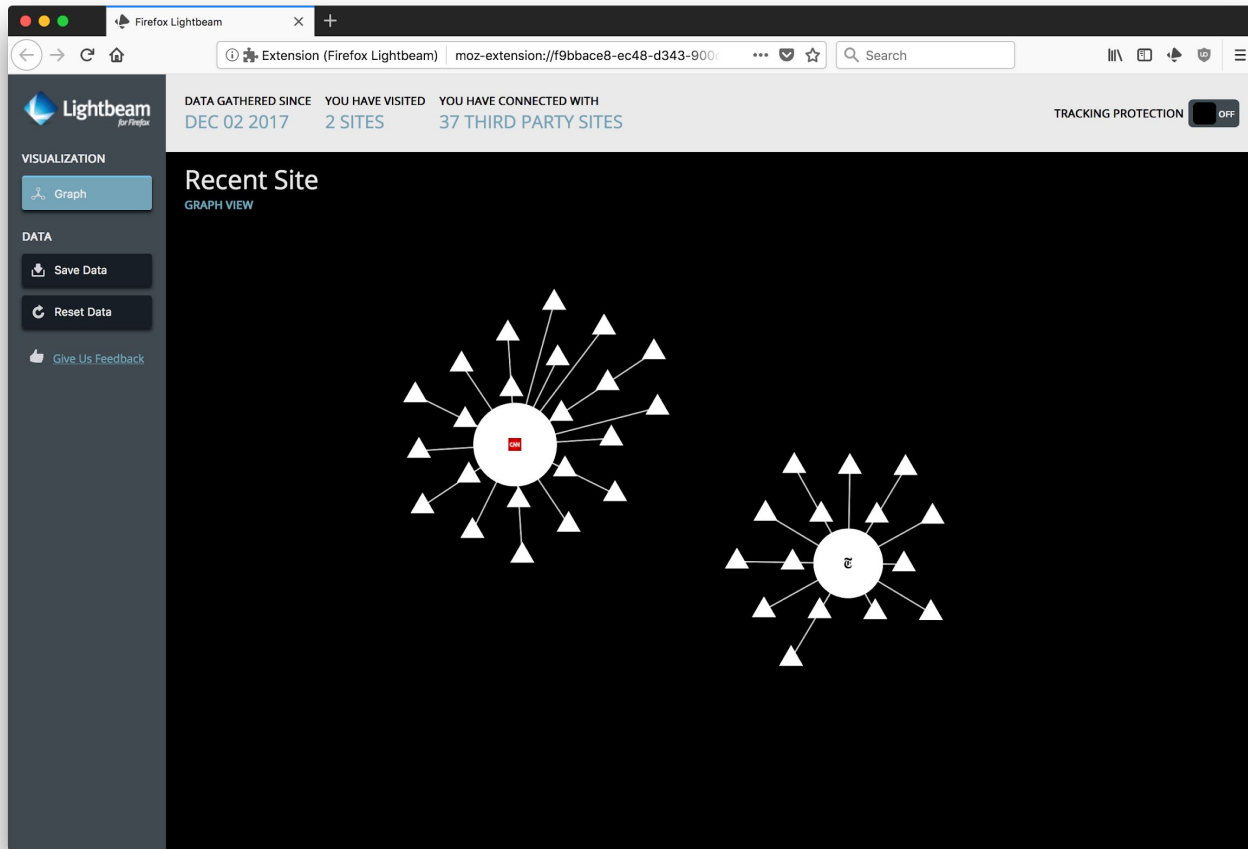 Firefox Lightbeam
Extension (Firefox Lightbeam) moz-extension://f9bbace8-ec48-d343-900
Search
Lightbeam
for Firefox
DATA GATHERED SINCE YOU HAVE VISITED YOU HAVE CONNECTED WITH
DEC 02 2017 2 SITES 37 THIRD PARTY SITES
TRACKING PROTECTION OFF
VISUALIZATION
Graph
DATA
Save Data
Reset Data
Give Us Feedback
Recent Site
GRAPH VIEW
CNN
T